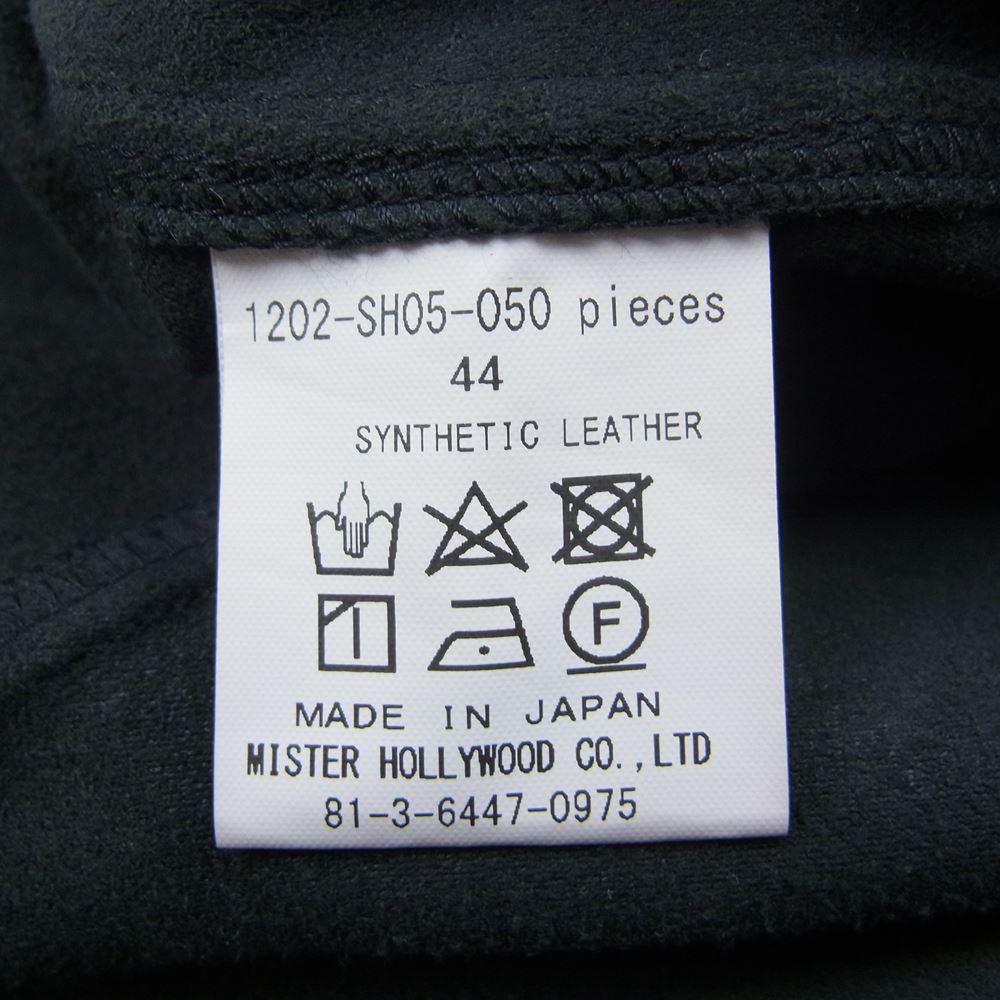 1202-SH05-050 pieces
44
SYNTHETIC LEATHER
F
MADE IN JAPAN
MISTER HOLLYWOOD CO.,LTD
81-3-6447-0975